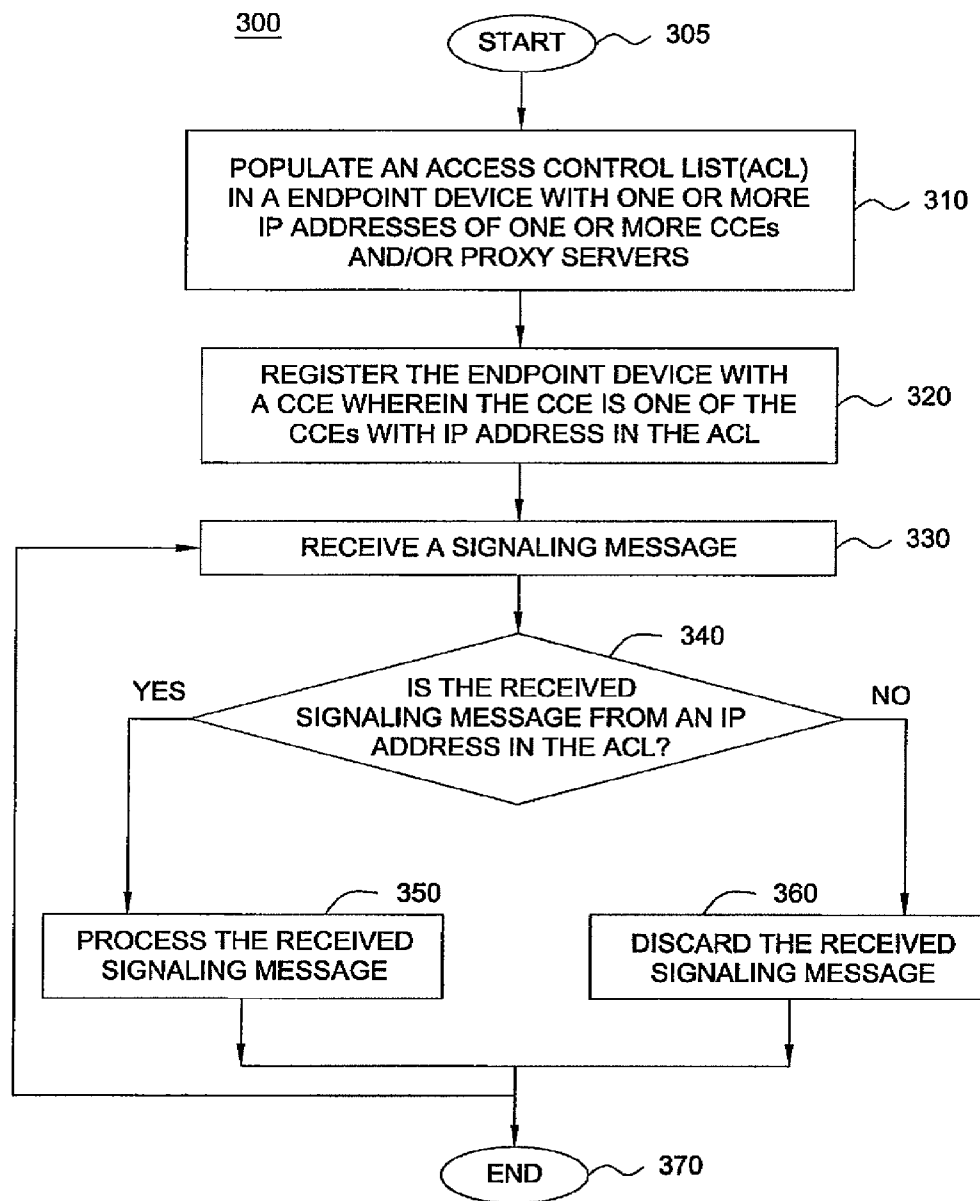 300
START
305
POPULATE AN ACCESS CONTROL LIST(ACL)
IN A ENDPOINT DEVICE WITH ONE OR MORE
IP ADDRESSES OF ONE OR MORE CCEs
AND/OR PROXY SERVERS
310
REGISTER THE ENDPOINT DEVICE WITH
A CCE WHEREIN THE CCE IS ONE OF THE
CCEs WITH IP ADDRESS IN THE ACL
320
RECEIVE A SIGNALING MESSAGE
330
340
IS THE RECEIVED
SIGNALING MESSAGE FROM AN IP
ADDRESS IN THE ACL?
YES
NO
350
PROCESS THE RECEIVED
SIGNALING MESSAGE
360
DISCARD THE RECEIVED
SIGNALING MESSAGE
END
370